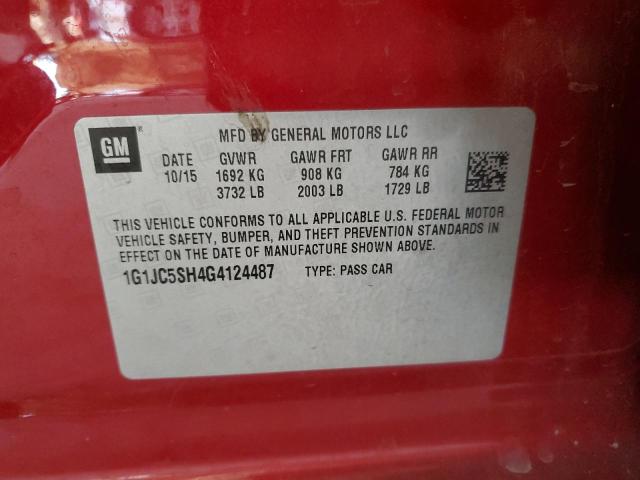 GM ®
MFD BY GENERAL MOTORS LLC
DATE GVWR GAWR FRT GAWR RR
10/15 1692 KG 908 KG 784 KG
3732 LB 2003 LB 1729 LB
THIS VEHICLE CONFORMS TO ALL APPLICABLE U.S. FEDERAL MOTOR
VEHICLE SAFETY, BUMPER, AND THEFT PREVENTION STANDARDS IN
EFFECT ON THE DATE OF MANUFACTURE SHOWN ABOVE.
1G1JC5SH4G4124487 TYPE: PASS CAR